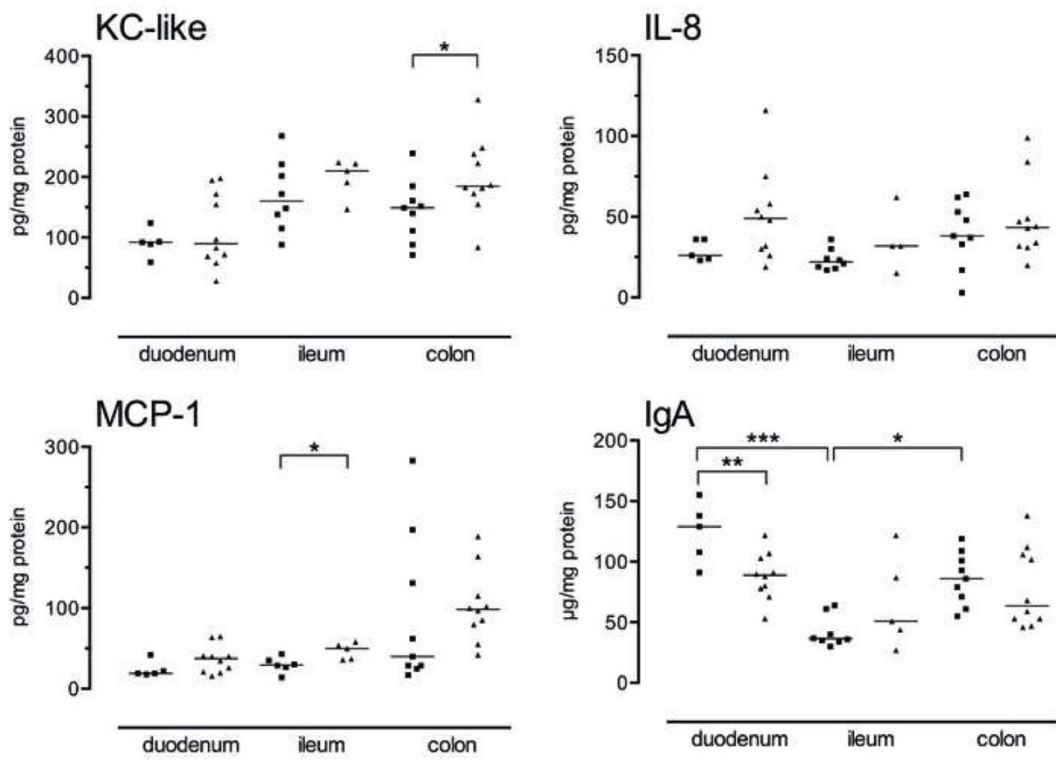 KC-like
400
300
200
100
0
pg/mg protein
*
duodenum ileum colon
IL-8
150
100
50
0
pg/mg protein
duodenum ileum colon
MCP-1
300
200
100
0
pg/mg protein
*
duodenum ileum colon
IgA
200
150
100
50
0
µg/mg protein
*** *
**
duodenum ileum colon